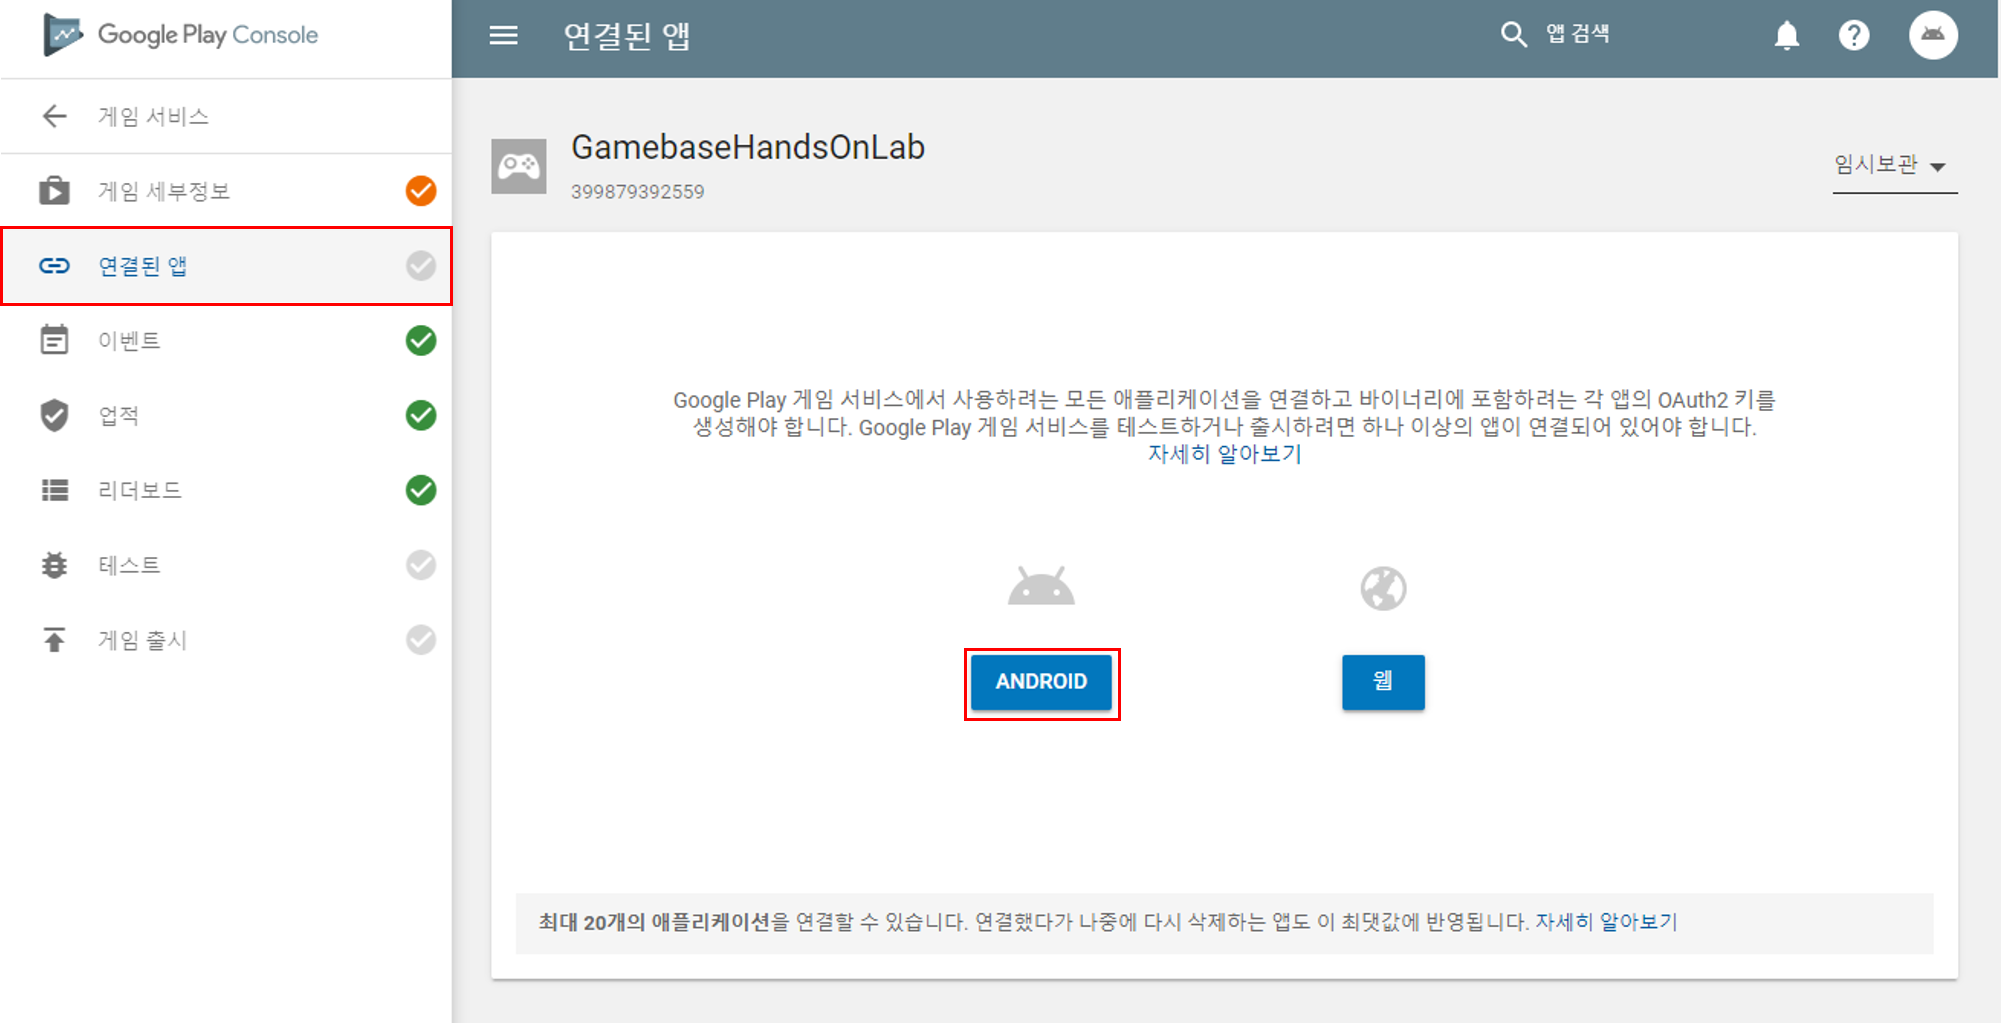 Google Play Console
연결된 앱
앱 검색
게임 서비스
게임 세부정보
연결된 앱
이벤트
업적
리더보드
테스트
게임 출시
GamebaseHandsOnLab
399879392559
임시보관
Google Play 게임 서비스에서 사용하려는 모든 애플리케이션을 연결하고 바이너리에 포함하려는 각 앱의 OAuth2 키를
생성해야 합니다. Google Play 게임 서비스를 테스트하거나 출시하려면 하나 이상의 앱이 연결되어 있어야 합니다.
자세히 알아보기
ANDROID
웹
최대 20개의 애플리케이션을 연결할 수 있습니다. 연결했다가 나중에 다시 삭제하는 앱도 이 최댓값에 반영됩니다. 자세히 알아보기